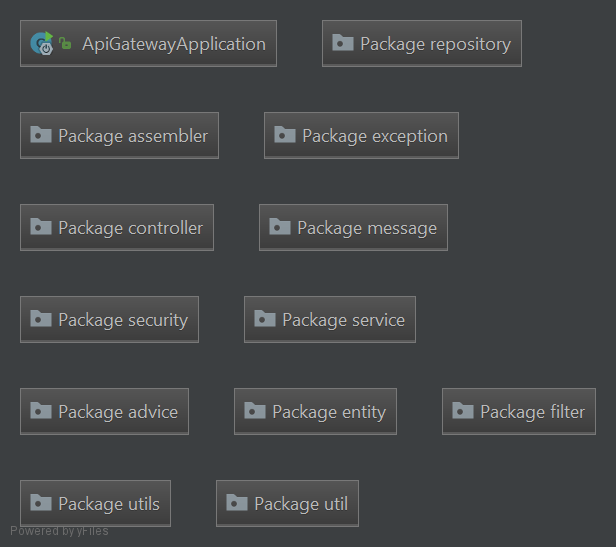 ApiGatewayApplication Package repository
Package assembler Package exception
Package controller Package message
Package security Package service
Package advice Package entity Package filter
Package utils Package util
Powered by yFiles